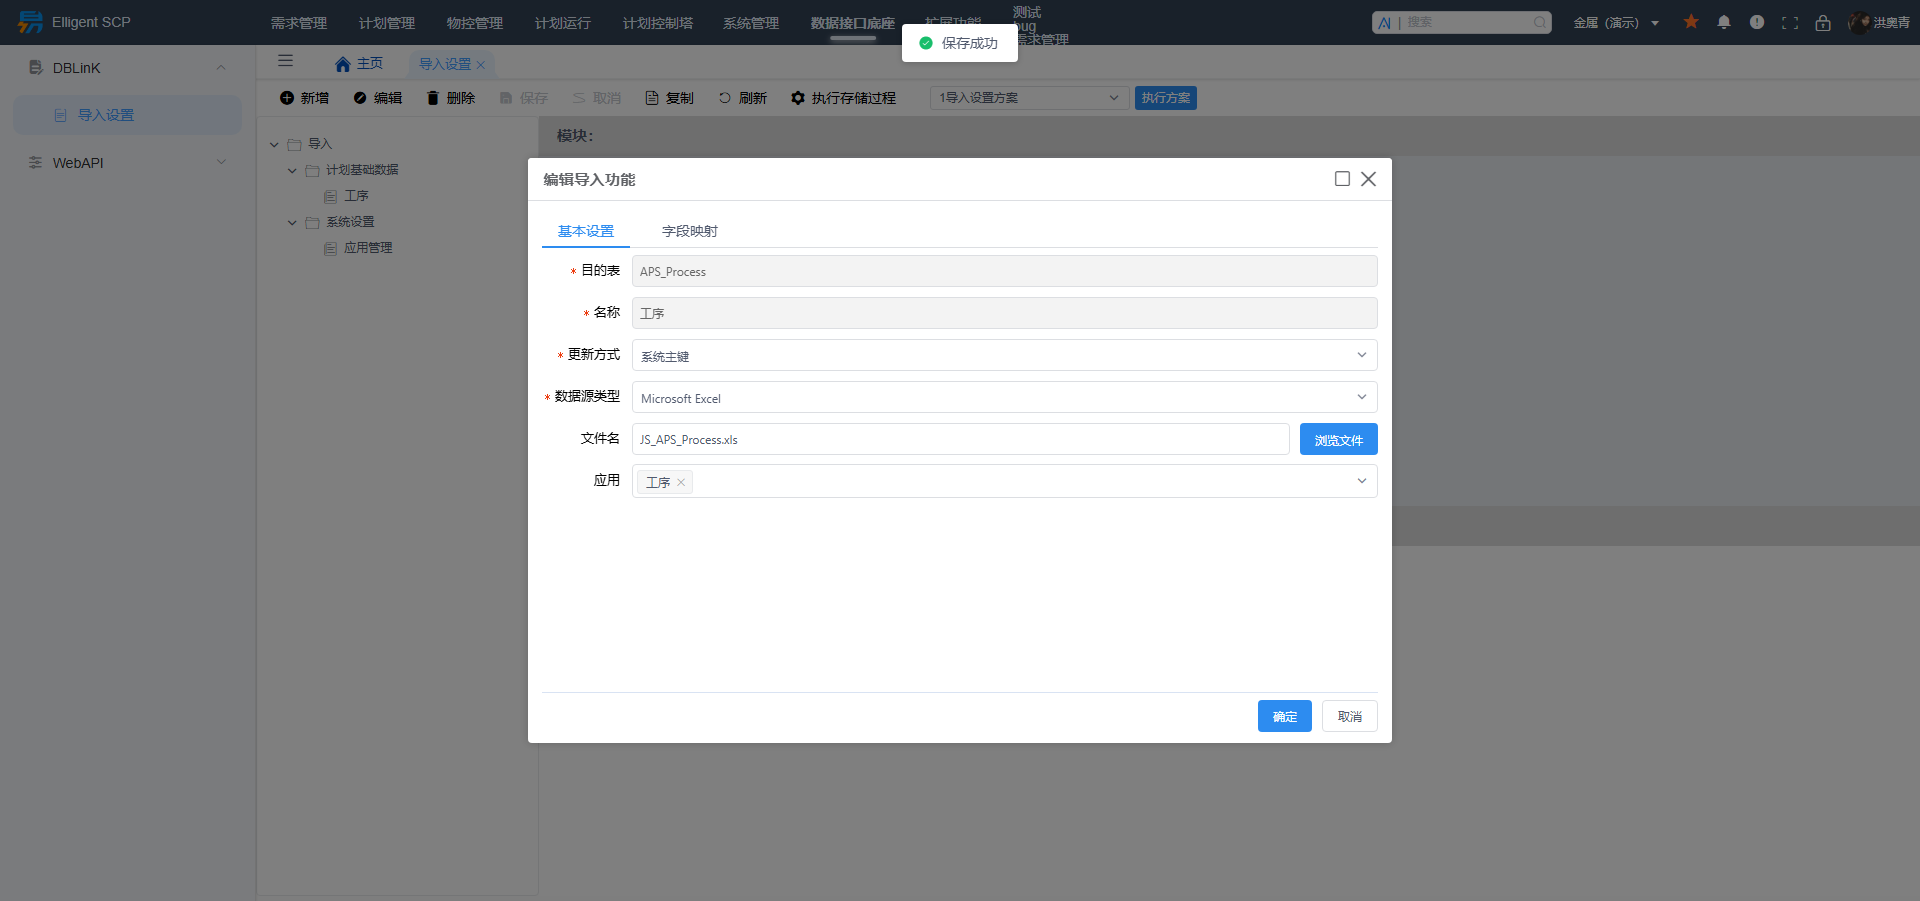 Elligent SCP
需求管理 计划管理 物控管理 计划运行 计划控制塔 系统管理 数据接口底座 扩展功能 测试
bug
需求管理
保存成功
搜索
金属（演示）
洪奥青
DBLinK
导入设置
WebAPI
主页
导入设置
新增 编辑 删除 保存 取消 复制 刷新 执行存储过程 1导入设置方案 执行方案
导入
计划基础数据
工序
系统设置
应用管理
模块：
编辑导入功能
基本设置 字段映射
* 目的表 APS_Process
* 名称 工序
* 更新方式 系统主键
* 数据源类型 Microsoft Excel
文件名 JS_APS_Process.xls 浏览文件
应用 工序
确定 取消